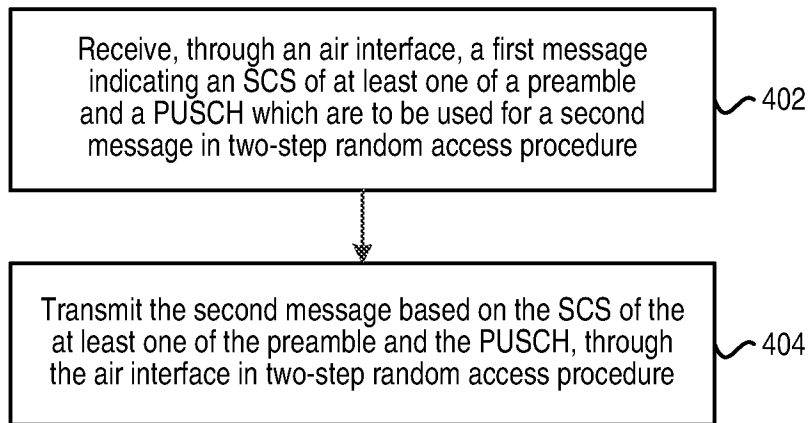 Receive, through an air interface, a first message
indicating an SCS of at least one of a preamble
and a PUSCH which are to be used for a second
message in two-step random access procedure
402
Transmit the second message based on the SCS of the
at least one of the preamble and the PUSCH, through
the air interface in two-step random access procedure
404